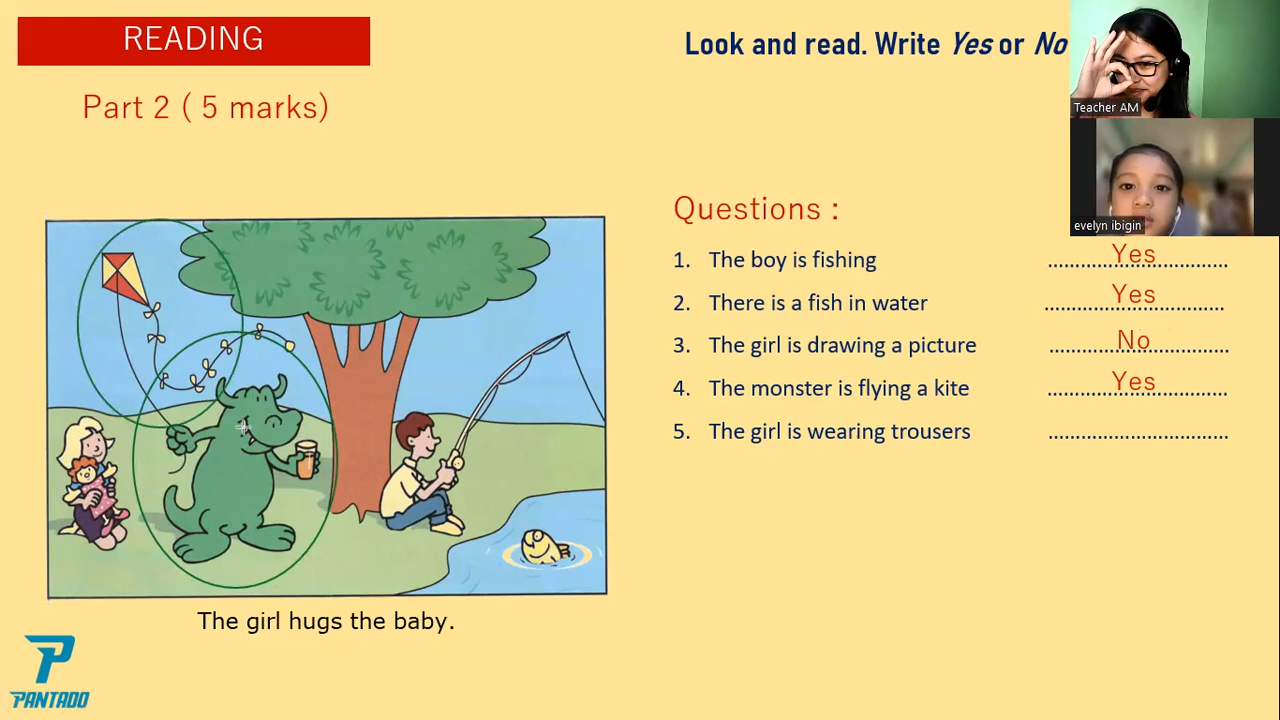 READING
Look and read. Write Yes or No
Teacher AM
Part 2 ( 5 marks)
evelyn ibigin
Questions :
1. The boy is fishing ................................ Yes
2. There is a fish in water ................................ Yes
3. The girl is drawing a picture ................................ No
4. The monster is flying a kite ................................ Yes
5. The girl is wearing trousers ................................
The girl hugs the baby.
PANTADO